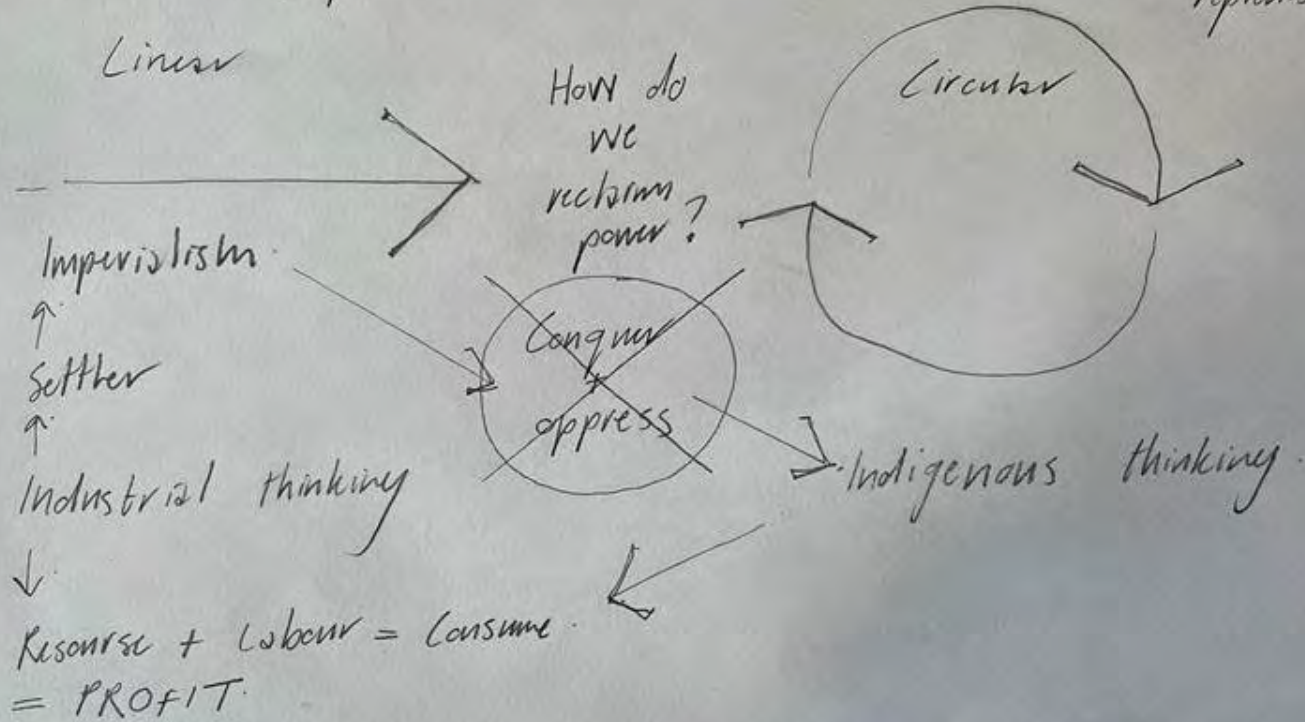 Linear
How do
we
reclaim
power?
Circular
Imperialism.
Settler
Industrial thinking
Conquer
oppress
Indigenous thinking.
Resourse + Labour = Consume.
= PROFIT.